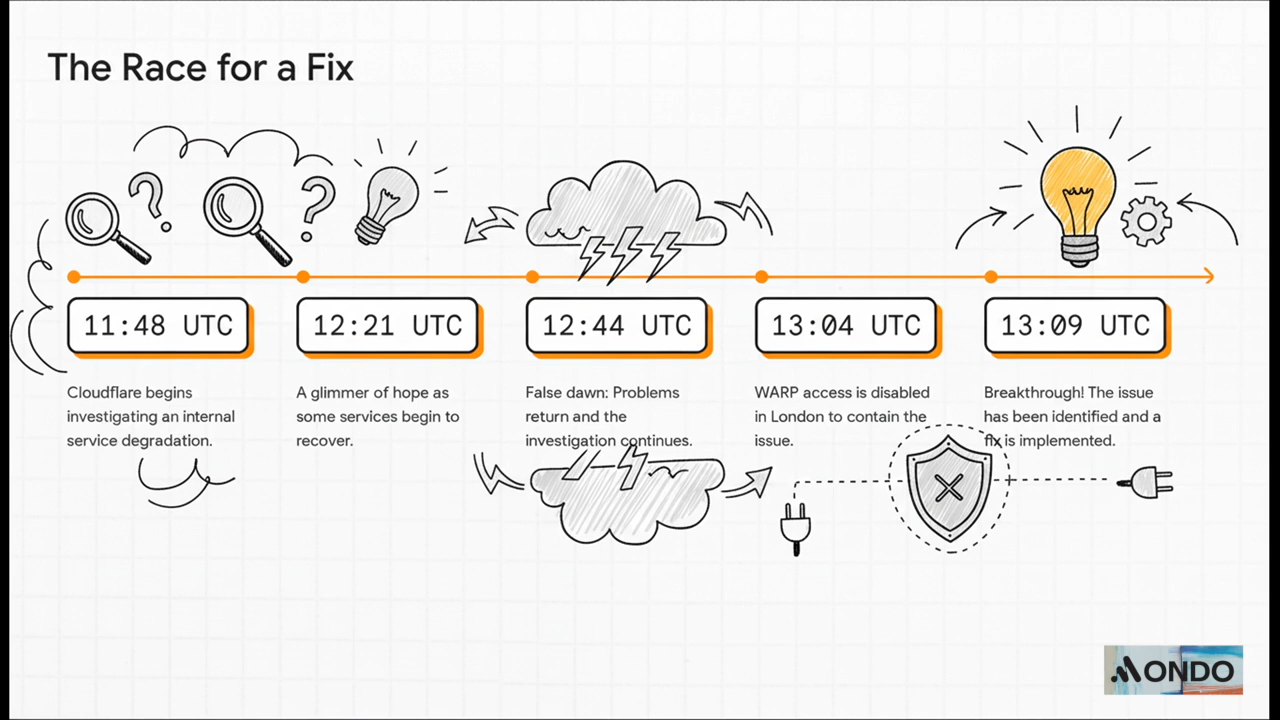 The Race for a Fix
11:48 UTC
Cloudflare begins
investigating an internal
service degradation.
12:21 UTC
A glimmer of hope as
some services begin to
recover.
12:44 UTC
False dawn: Problems
return and the
investigation continues.
13:04 UTC
WARP access is disabled
in London to contain the
issue.
13:09 UTC
Breakthrough! The issue
has been identified and a
fix is implemented.
MONDO